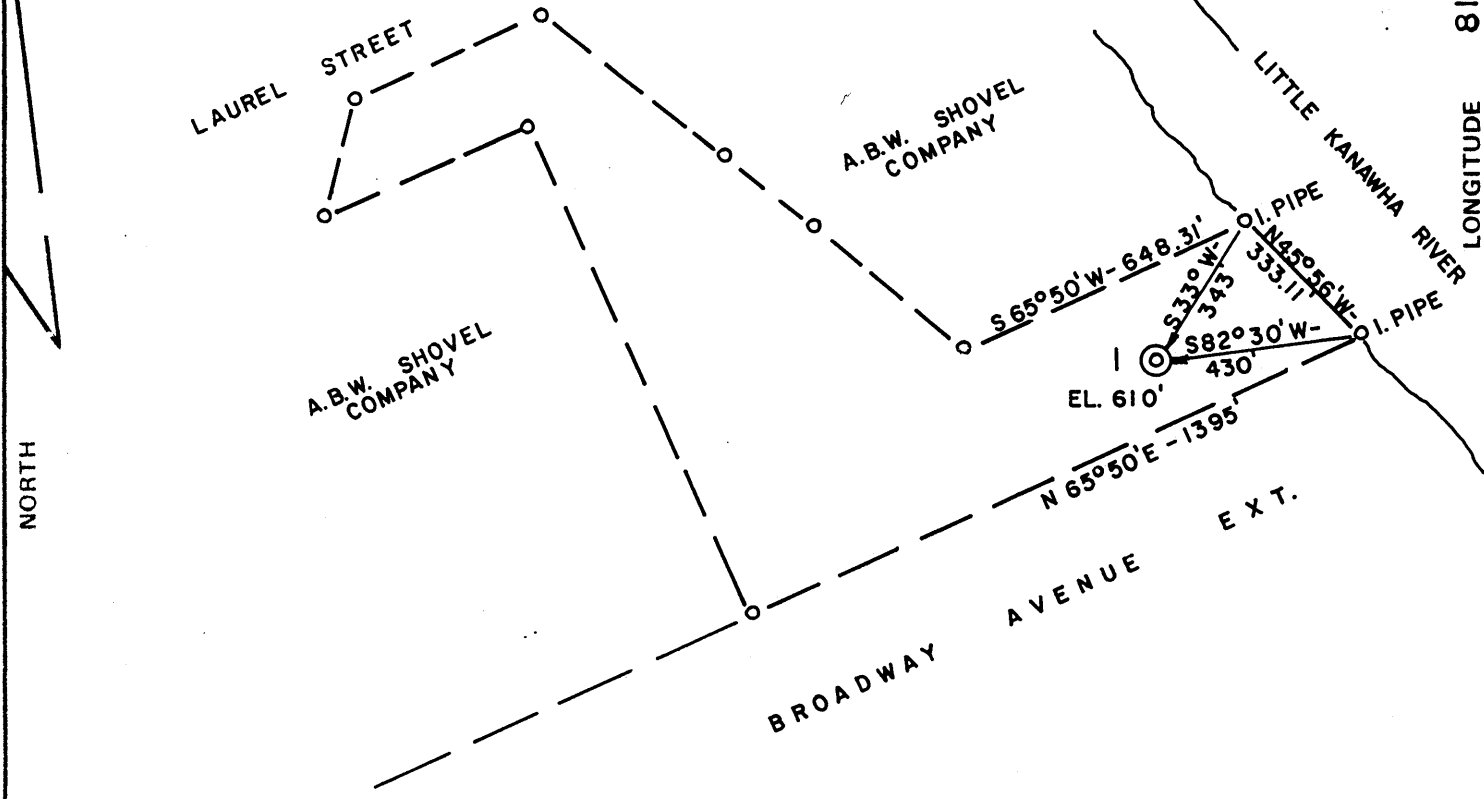 LAUREL STREET
A.B.W. SHOVEL
COMPANY
LITTLE KANAWHA RIVER
LONGITUDE 81
I. PIPE
S 65°50'W- 648.31'
S33°W-
343'
N45°56'W-
333.11'
I. PIPE
S82°30'W-
430'
1
EL. 610'
A.B.W. SHOVEL
COMPANY
NORTH
N 65°50'E -1395'
BROADWAY AVENUE EXT.